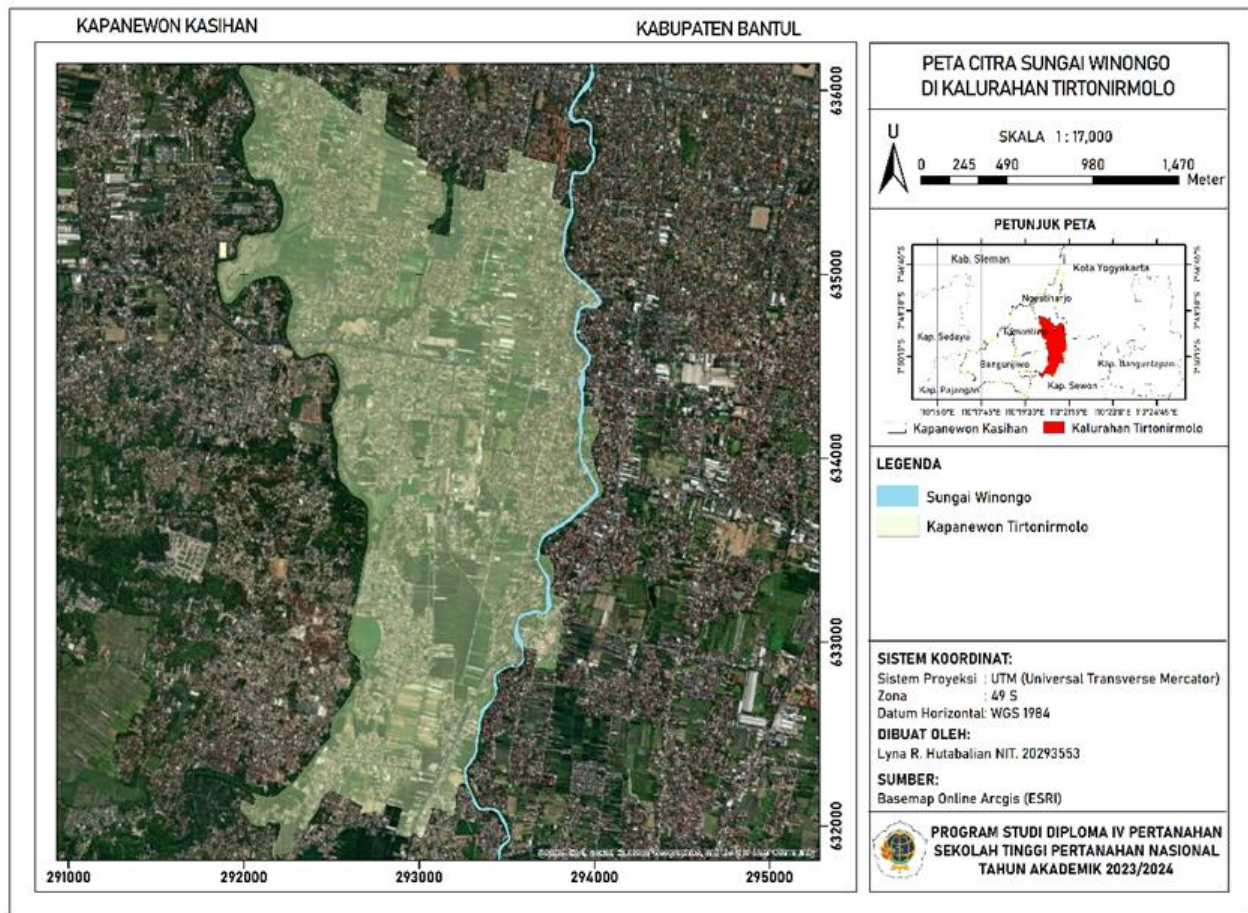 KAPANEWON KASIHAN
KABUPATEN BANTUL
636000
635000
634000
633000
632000
291000
292000
293000
294000
295000
PETA CITRA SUNGAI WINONGO
DI KALURAHAN TIRTONIRMOLO
U
SKALA 1 : 17,000
0 245 490 980 1,470
Meter
PETUNJUK PETA
Kab. Sleman
Kota Yogyakarta
Ngestiharjo
Kap. Sedayu
Bangunjiwo
Kap. Banguntapan
Kap. Pajangan
Kap. Sewon
Kapanewon Kasihan
Kalurahan Tirtonirmolo
LEGENDA
Sungai Winongo
Kapanewon Tirtonirmolo
SISTEM KOORDINAT:
Sistem Proyeksi : UTM (Universal Transverse Mercator)
Zona : 49 S
Datum Horizontal: WGS 1984
DIBUAT OLEH:
Lyna R. Hutabalian NIT. 20293553
SUMBER:
Basemap Online Arcgis (ESRI)
PROGRAM STUDI DIPLOMA IV PERTANAHAN
SEKOLAH TINGGI PERTANAHAN NASIONAL
TAHUN AKADEMIK 2023/2024